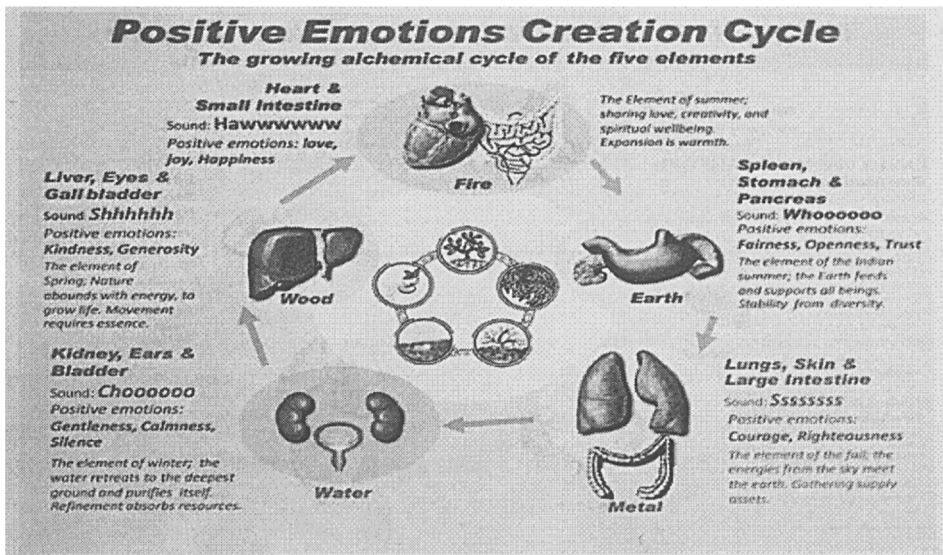 Positive Emotions Creation Cycle
The growing alchemical cycle of the five elements
Heart &
Small Intestine
Sound: Hawwwwww
Positive emotions: love,
joy, Happiness
Fire
The Element of summer;
sharing love, creativity, and
spiritual wellbeing.
Expansion is warmth.
Spleen,
Stomach &
Pancreas
Sound: Whoooooo
Positive emotions:
Fairness, Openness, Trust
The element of the Indian
summer; the Earth feeds
and supports all beings.
Stability from diversity.
Earth
Lungs, Skin &
Large Intestine
Sound: Ssssssss
Positive emotions:
Courage, Righteousness
The element of the fall; the
energies from the sky meet
the earth. Gathering supply
assets.
Metal
Kidney, Ears &
Bladder
Sound: Choooooo
Positive emotions:
Gentleness, Calmness,
Silence
The element of winter; the
water retreats to the deepest
ground and purifies itself.
Refinement absorbs resources.
Water
Liver, Eyes &
Gall bladder
Sound: Shhhhhh
Positive emotions:
Kindness, Generosity
The element of
Spring; Nature
abounds with energy, to
grow life. Movement
requires essence.
Wood